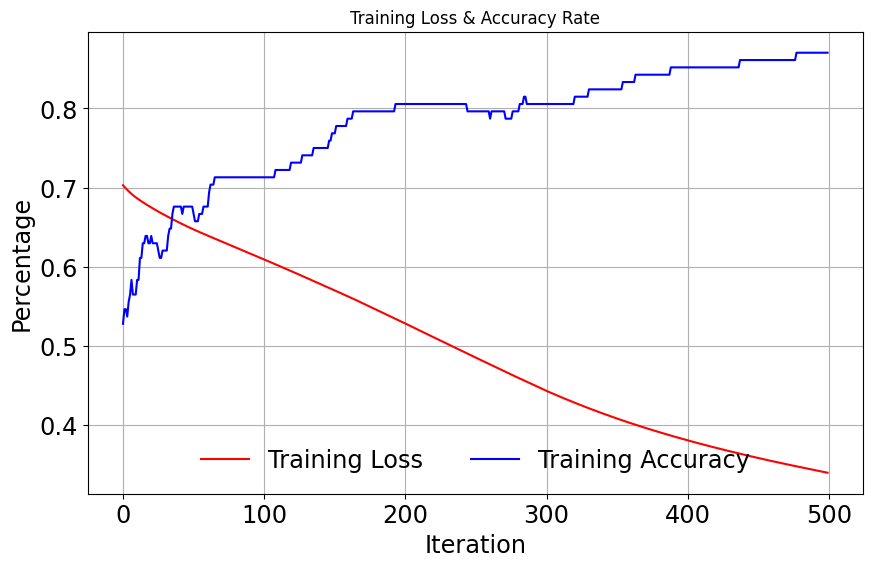 Training Loss & Accuracy Rate
Percentage
0.8
0.7
0.6
0.5
0.4
Training Loss
Training Accuracy
0
100
200
300
400
500
Iteration